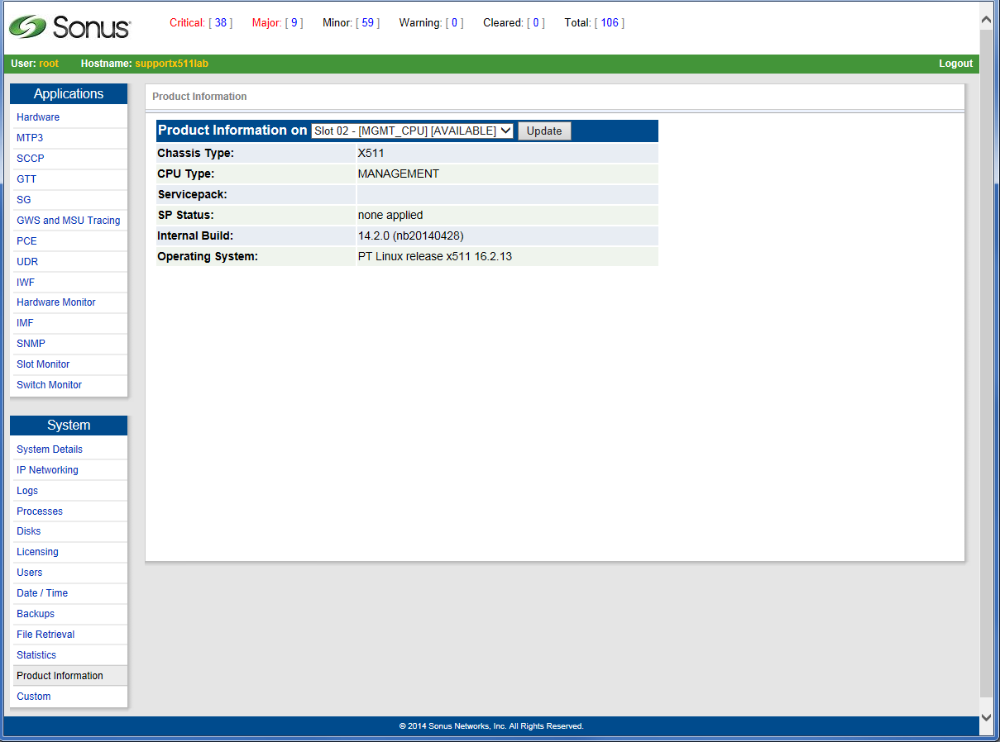 Sonus
Critical: [ 38 ] Major: [ 9 ] Minor: [ 59 ] Warning: [ 0 ] Cleared: [ 0 ] Total: [ 106 ]
User: root Hostname: supportx511lab Logout
Applications
Hardware
MTP3
SCCP
GTT
SG
GWS and MSU Tracing
PCE
UDR
IWF
Hardware Monitor
IMF
SNMP
Slot Monitor
Switch Monitor
System
System Details
IP Networking
Logs
Processes
Disks
Licensing
Users
Date / Time
Backups
File Retrieval
Statistics
Product Information
Custom
Product Information
Product Information on Slot 02 - [MGMT_CPU] [AVAILABLE] Update
Chassis Type: X511
CPU Type: MANAGEMENT
Servicepack:
SP Status: none applied
Internal Build: 14.2.0 (nb20140428)
Operating System: PT Linux release x511 16.2.13
© 2014 Sonus Networks, Inc. All Rights Reserved.